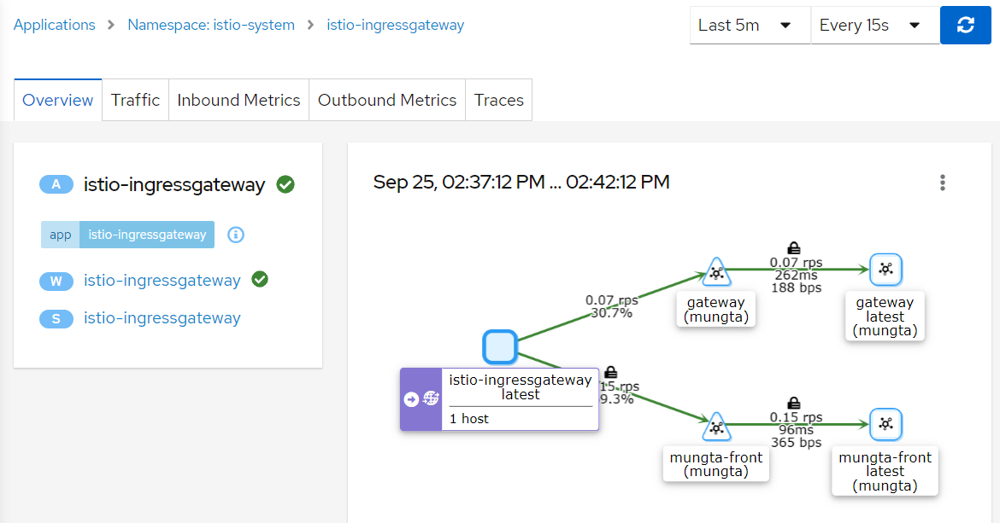 Applications > Namespace: istio-system > istio-ingressgateway
Last 5m
Every 15s
Overview
Traffic
Inbound Metrics
Outbound Metrics
Traces
A istio-ingressgateway
app istio-ingressgateway
W istio-ingressgateway
S istio-ingressgateway
Sep 25, 02:37:12 PM ... 02:42:12 PM
0.07 rps
30.7%
gateway
(mungta)
0.07 rps
262ms
188 bps
gateway
latest
(mungta)
istio-ingressgateway
latest
1 host
15 rps
9.3%
mungta-front
(mungta)
0.15 rps
96ms
365 bps
mungta-front
latest
(mungta)